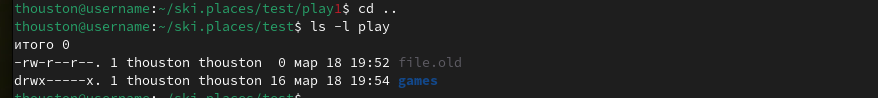 thouston@username:~/ski.places/test/play1$ cd ..
thouston@username:~/ski.places/test$ ls -l play
итого 0
-rw-r--r--. 1 thouston thouston  0 мар 18 19:52 file.old
drwx-----x. 1 thouston thouston 16 мар 18 19:54 games
thouston@username:~/ski.places/test$